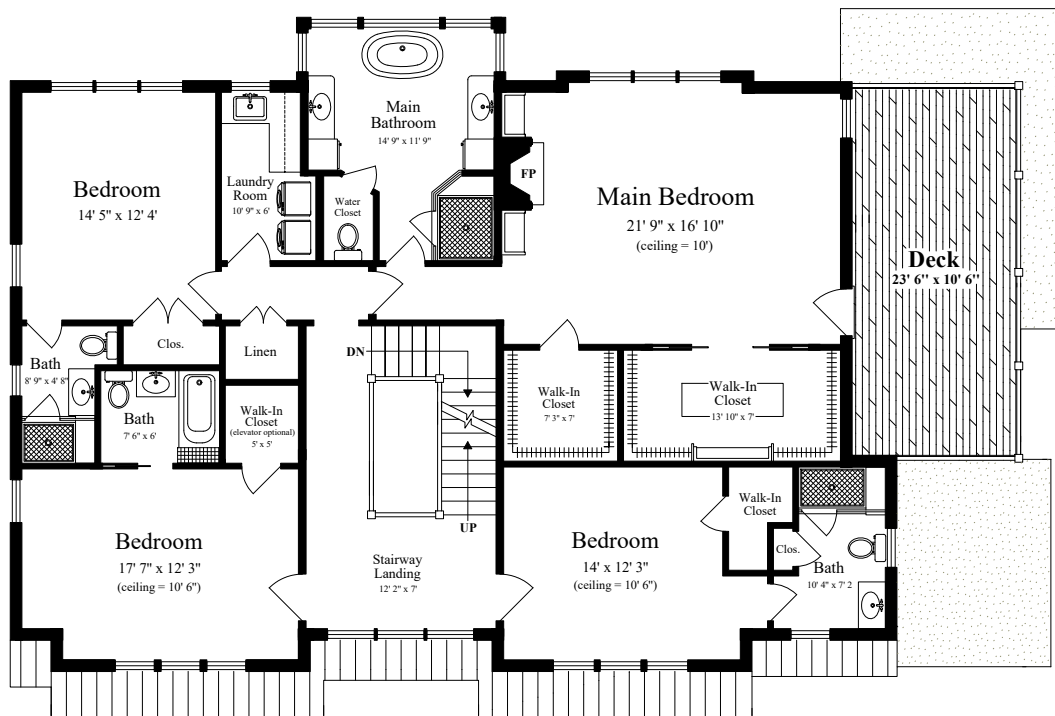 Main
Bathroom
14' 9" x 11' 9"
Bedroom
14' 5" x 12' 4'
Laundry
Room
10' 9" x 6'
Water
Closet
FP
Main Bedroom
21' 9" x 16' 10"
(ceiling = 10')
Deck
23' 6" x 10' 6"
Bath
8' 9" x 4' 8"
Clos.
Linen
DN
Bath
7' 6" x 6'
Walk-In
Closet
(elevator optional)
5' x 5'
Walk-In
Closet
7' 3" x 7'
Walk-In
Closet
13' 10" x 7'
UP
Bedroom
17' 7" x 12' 3"
(ceiling = 10' 6")
Stairway
Landing
12' 2" x 7'
Bedroom
14' x 12' 3"
(ceiling = 10' 6")
Walk-In
Closet
Clos.
Bath
10' 4" x 7' 2